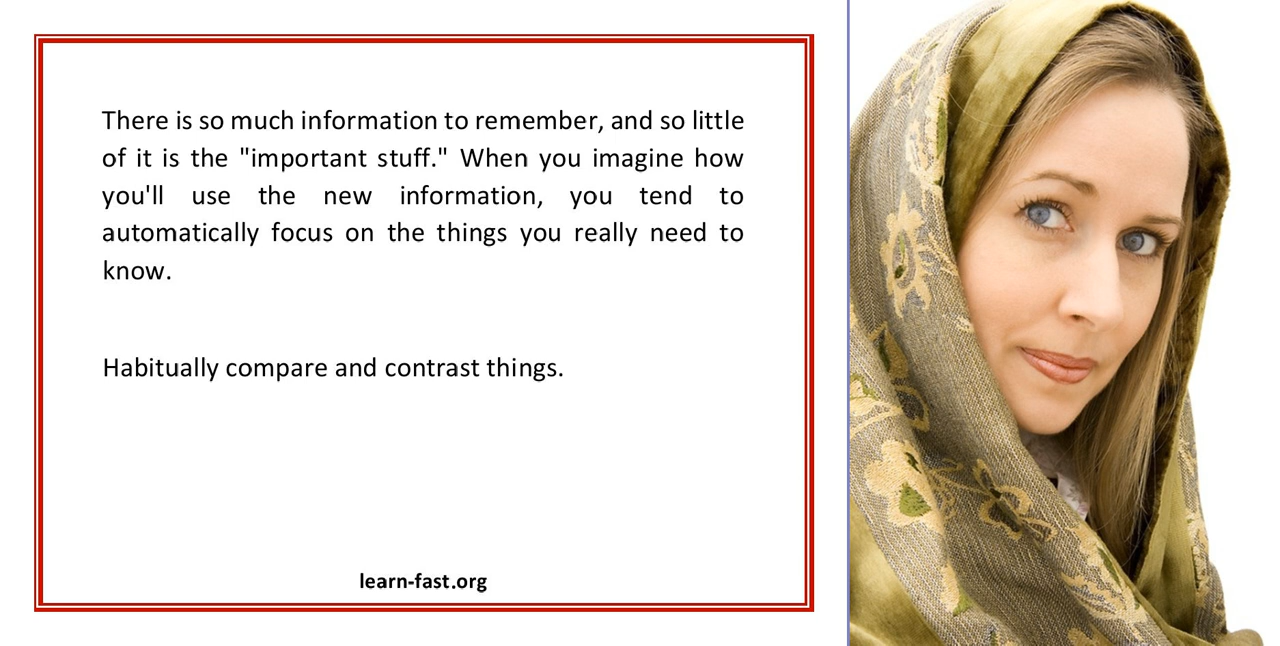 There is so much information to remember, and so little
of it is the "important stuff." When you imagine how
you'll use the new information, you tend to
automatically focus on the things you really need to
know.
Habitually compare and contrast things.
learn-fast.org